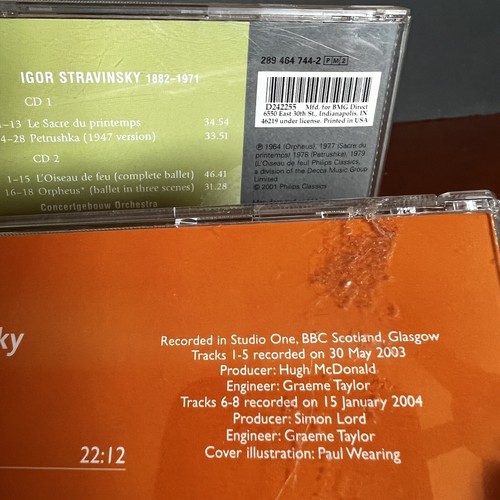 289 464 744-2 PM2
IGOR STRAVINSKY 1882–1971
CD 1
1–13 Le Sacre du printemps 34.54
4–28 Petrushka (1947 version) 33.51
CD 2
1–15 L'Oiseau de feu (complete ballet) 46.41
16–18 Orpheus* (ballet in three scenes) 31.28
Concertgebouw Orchestra
D242255 Mfd. for BMG Direct
6550 East 30th St., Indianapolis, IN
46219 under license. Printed in USA
℗ 1964 (Orpheus), 1977 (Sacre du
printemps) 1978 (Petrushka), 1979
(L'Oiseau de feu) Philips Classics,
a division of the Decca Music Group
Limited
© 2001 Philips Classics
ky
22:12
Recorded in Studio One, BBC Scotland, Glasgow
Tracks 1-5 recorded on 30 May 2003
Producer: Hugh McDonald
Engineer: Graeme Taylor
Tracks 6-8 recorded on 15 January 2004
Producer: Simon Lord
Engineer: Graeme Taylor
Cover illustration: Paul Wearing